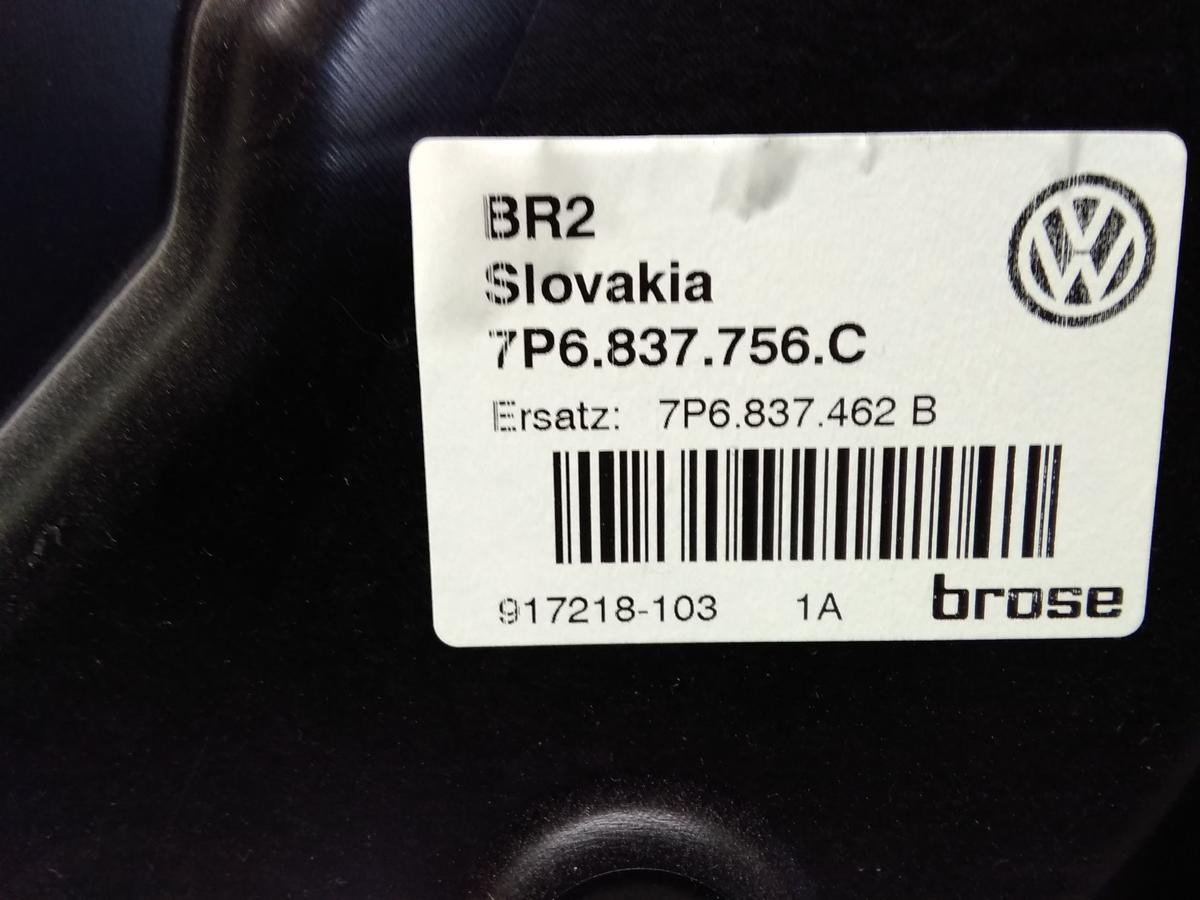 BR2
Slovakia
7P6.837.756.C
Ersatz: 7P6.837.462 B
917218-103 1A brose